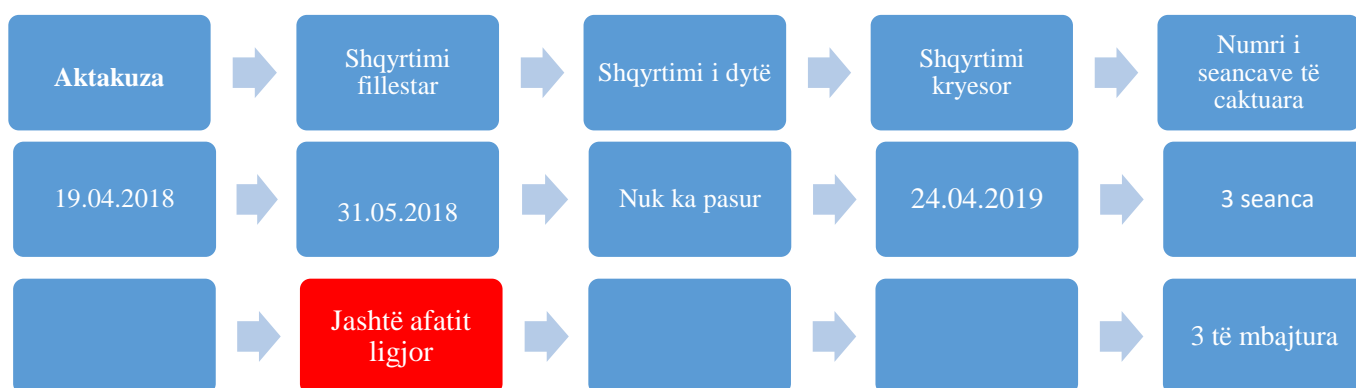 Aktakuza
Shqyrtimi
fillestar
Shqyrtimi i dytë
Shqyrtimi
kryesor
Numri i
seancave të
caktuara
19.04.2018
31.05.2018
Nuk ka pasur
24.04.2019
3 seanca
Jashtë afatit
ligjor
3 të mbajtura